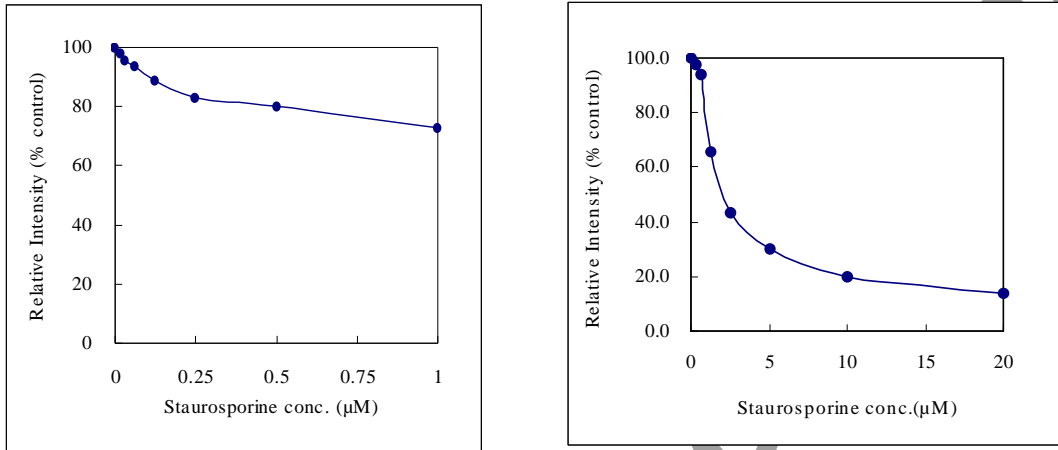 Relative Intensity (% control)
100
80
60
40
20
0
0 0.25 0.5 0.75 1
Staurosporine conc. (µM)
Relative Intensity (% control)
100.0
80.0
60.0
40.0
20.0
0.0
0 5 10 15 20
Staurosporine conc.(µM)